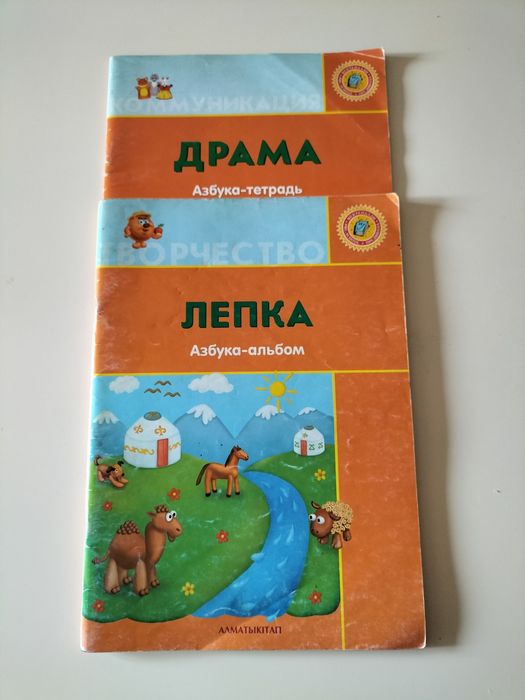 КОММУНИКАЦИЯ
ДРАМА
Азбука-тетрадь
ТВОРЧЕСТВО
ЛЕПКА
Азбука-альбом
АЛМАТЫКІТАП